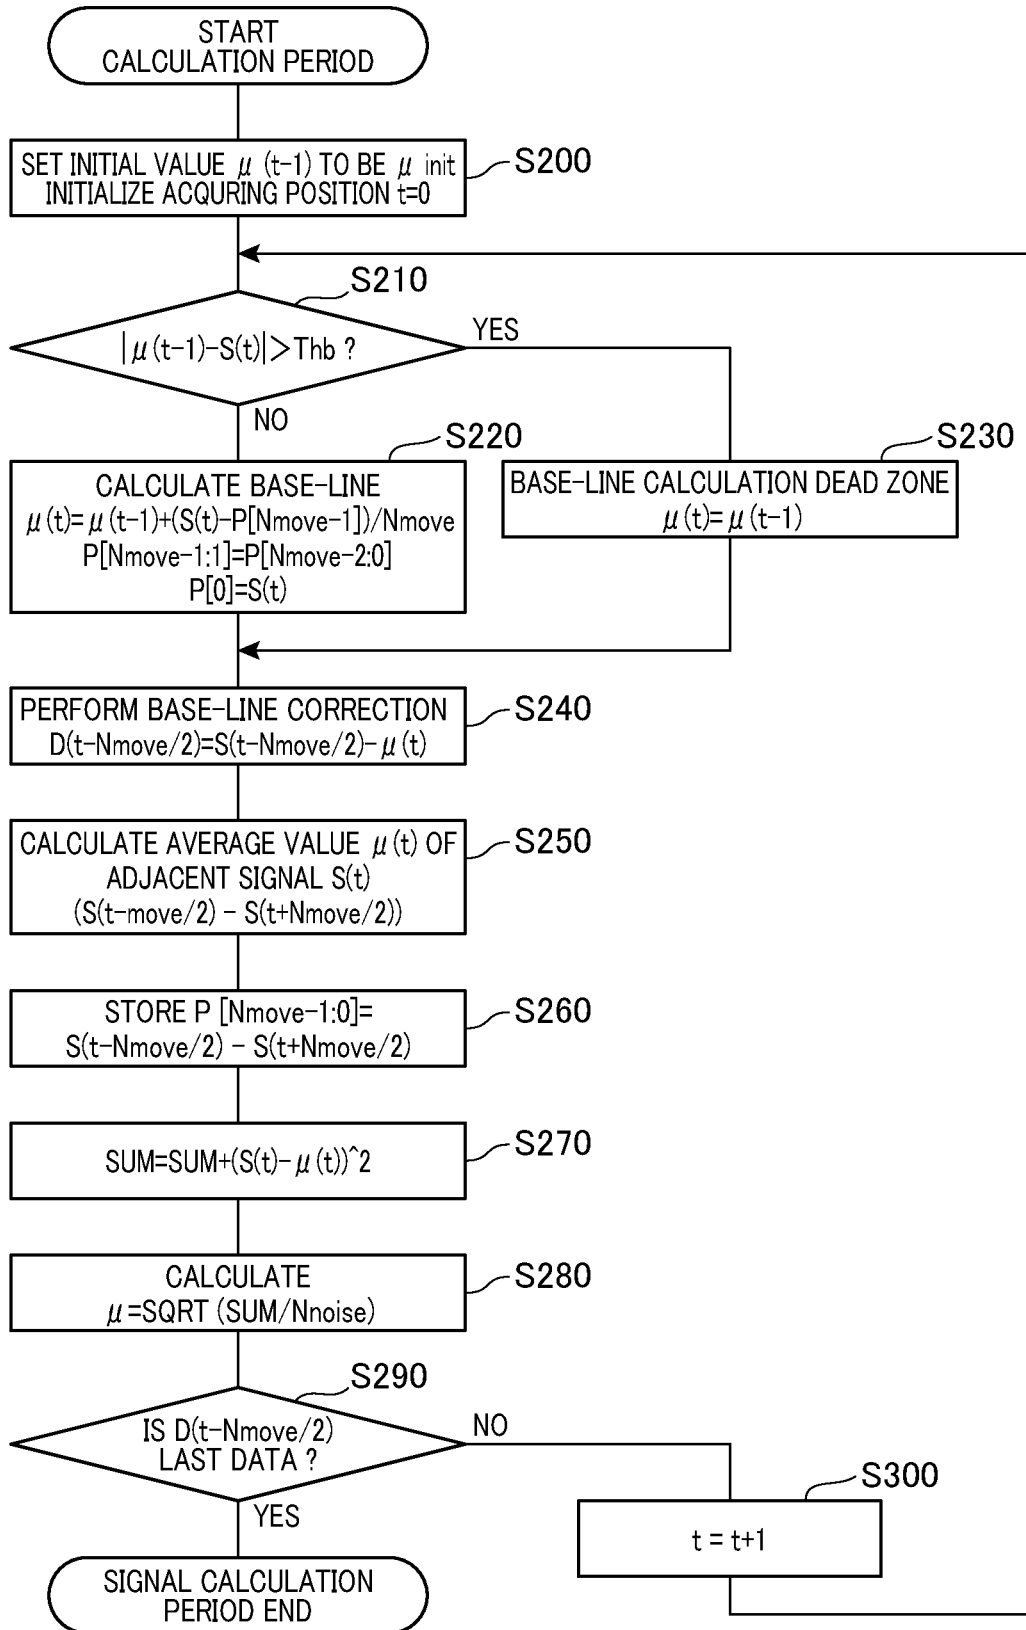 START
CALCULATION PERIOD
SET INITIAL VALUE μ (t-1) TO BE μ init
INITIALIZE ACQURING POSITION t=0
S200
S210
|μ(t-1)-S(t)|>Thb ?
YES
NO
S220
CALCULATE BASE-LINE
μ(t)=μ(t-1)+(S(t)-P[Nmove-1])/Nmove
P[Nmove-1:1]=P[Nmove-2:0]
P[0]=S(t)
S230
BASE-LINE CALCULATION DEAD ZONE
μ(t)=μ(t-1)
PERFORM BASE-LINE CORRECTION
D(t-Nmove/2)=S(t-Nmove/2)-μ(t)
S240
CALCULATE AVERAGE VALUE μ(t) OF
ADJACENT SIGNAL S(t)
(S(t-move/2) - S(t+Nmove/2))
S250
STORE P [Nmove-1:0]=
S(t-Nmove/2) - S(t+Nmove/2)
S260
SUM=SUM+(S(t)-μ(t))^2
S270
CALCULATE
μ=SQRT (SUM/Nnoise)
S280
S290
IS D(t-Nmove/2)
LAST DATA ?
NO
YES
S300
t = t+1
SIGNAL CALCULATION
PERIOD END